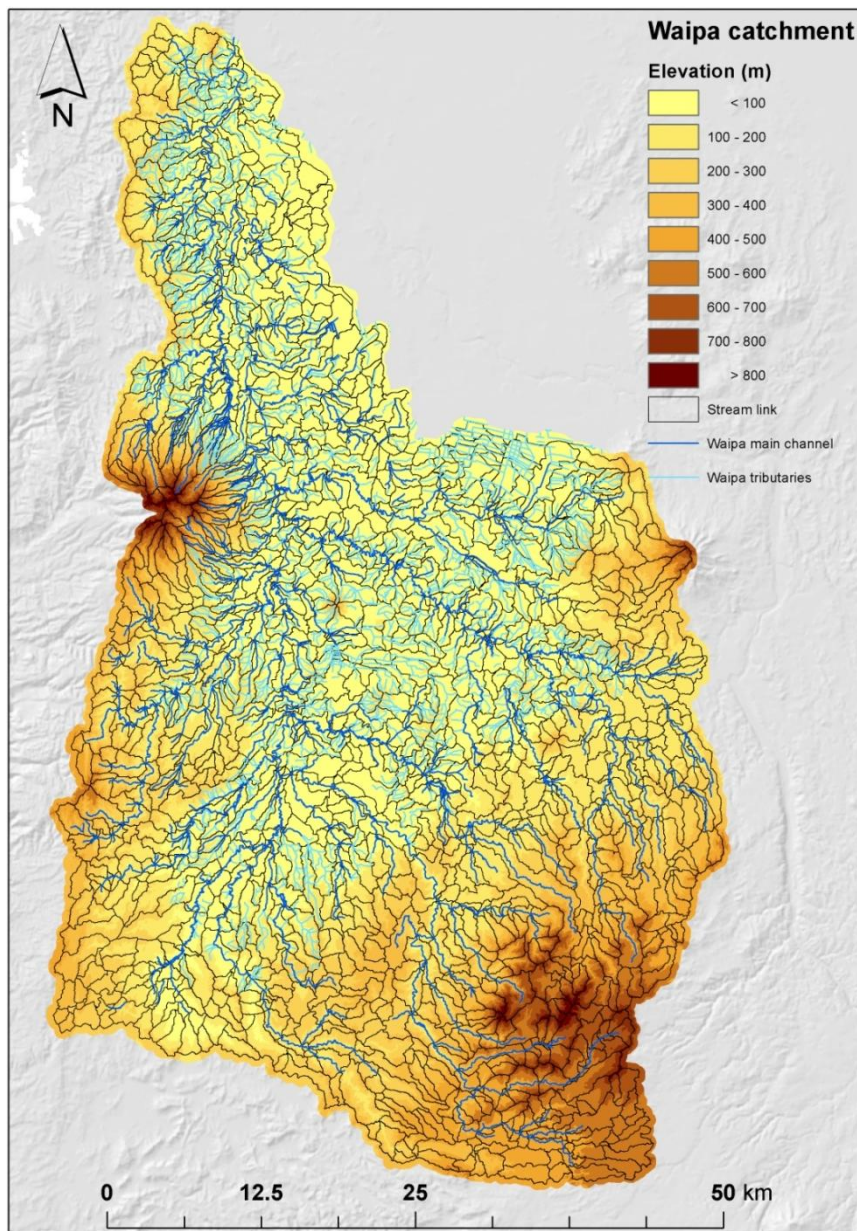 Waipa catchment
N
Elevation (m)
< 100
100 - 200
200 - 300
300 - 400
400 - 500
500 - 600
600 - 700
700 - 800
> 800
Stream link
Waipa main channel
Waipa tributaries
0 12.5 25 50 km